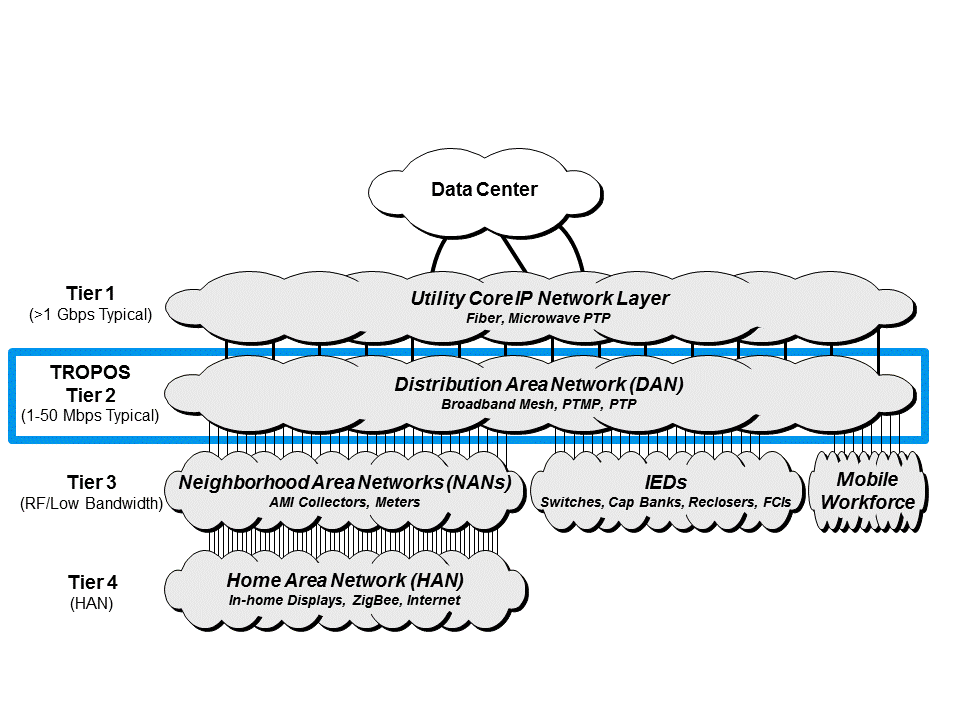 Data Center
Tier 1
(>1 Gbps Typical)
Utility Core IP Network Layer
Fiber, Microwave PTP
TROPOS
Tier 2
(1-50 Mbps Typical)
Distribution Area Network (DAN)
Broadband Mesh, PTMP, PTP
Tier 3
(RF/Low Bandwidth)
Neighborhood Area Networks (NANs)
AMI Collectors, Meters
IEDs
Switches, Cap Banks, Reclosers, FCIs
Mobile
Workforce
Tier 4
(HAN)
Home Area Network (HAN)
In-home Displays, ZigBee, Internet